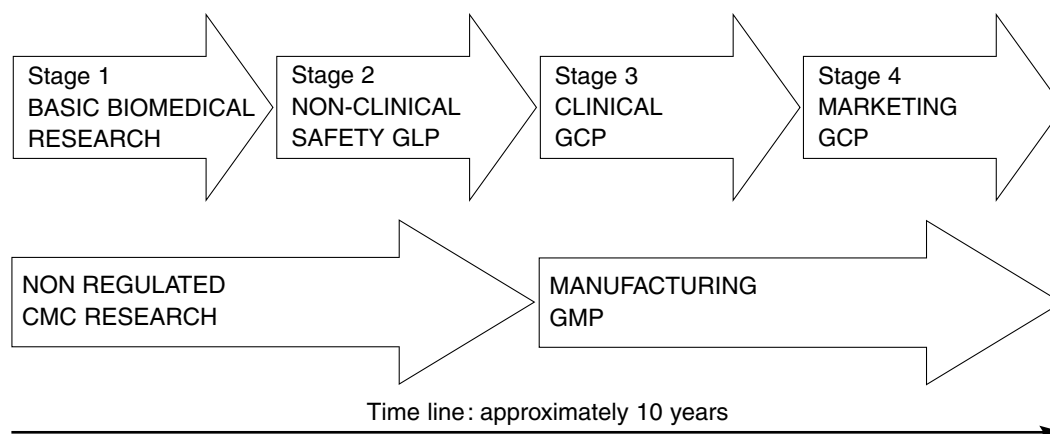 Stage 1
BASIC BIOMEDICAL
RESEARCH
Stage 2
NON-CLINICAL
SAFETY GLP
Stage 3
CLINICAL
GCP
Stage 4
MARKETING
GCP
NON REGULATED
CMC RESEARCH
MANUFACTURING
GMP
Time line: approximately 10 years